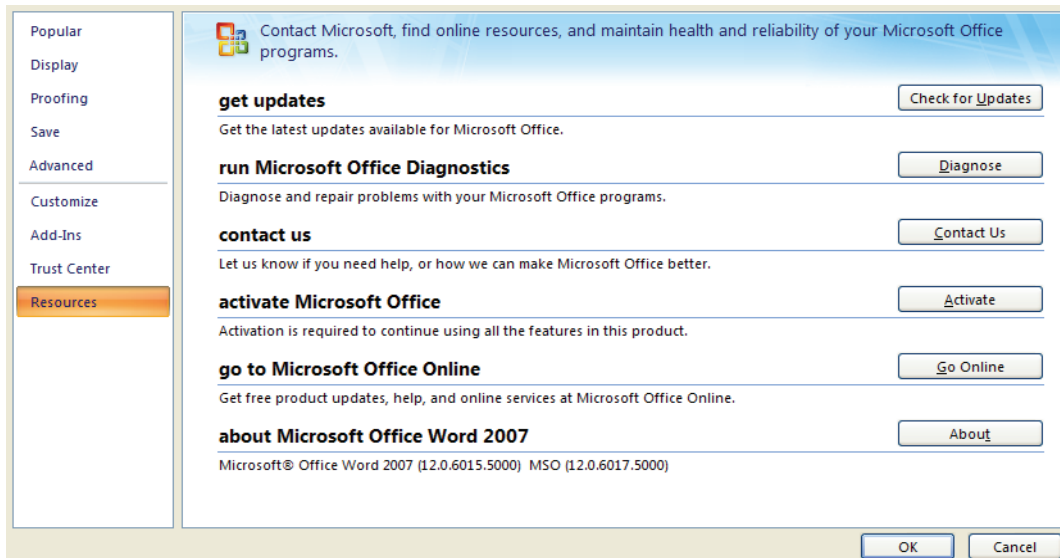 Popular
Display
Proofing
Save
Advanced
Customize
Add-Ins
Trust Center
Resources
Contact Microsoft, find online resources, and maintain health and reliability of your Microsoft Office
programs.
get updates
Check for Updates
Get the latest updates available for Microsoft Office.
run Microsoft Office Diagnostics
Diagnose
Diagnose and repair problems with your Microsoft Office programs.
contact us
Contact Us
Let us know if you need help, or how we can make Microsoft Office better.
activate Microsoft Office
Activate
Activation is required to continue using all the features in this product.
go to Microsoft Office Online
Go Online
Get free product updates, help, and online services at Microsoft Office Online.
about Microsoft Office Word 2007
About
Microsoft® Office Word 2007 (12.0.6015.5000)  MSO (12.0.6017.5000)
OK
Cancel